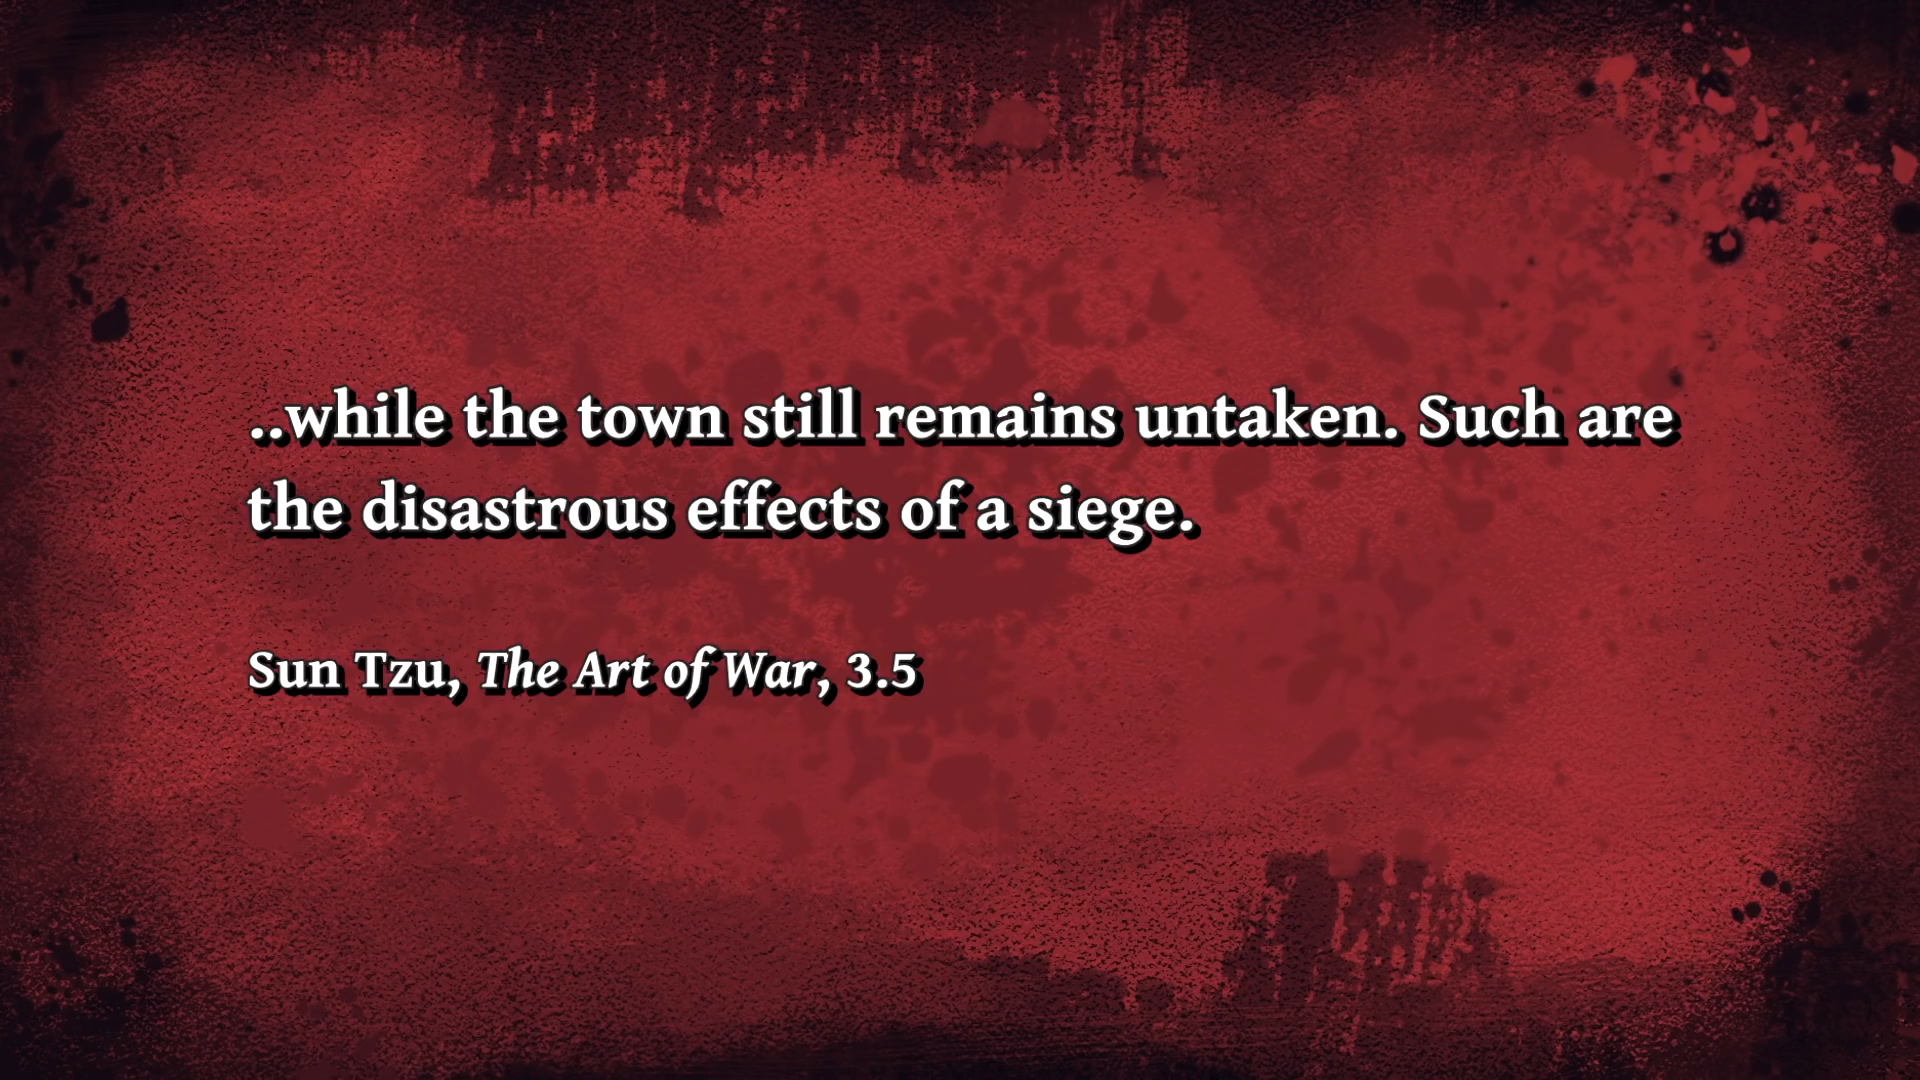 ..while the town still remains untaken. Such are
the disastrous effects of a siege.
Sun Tzu, The Art of War, 3.5